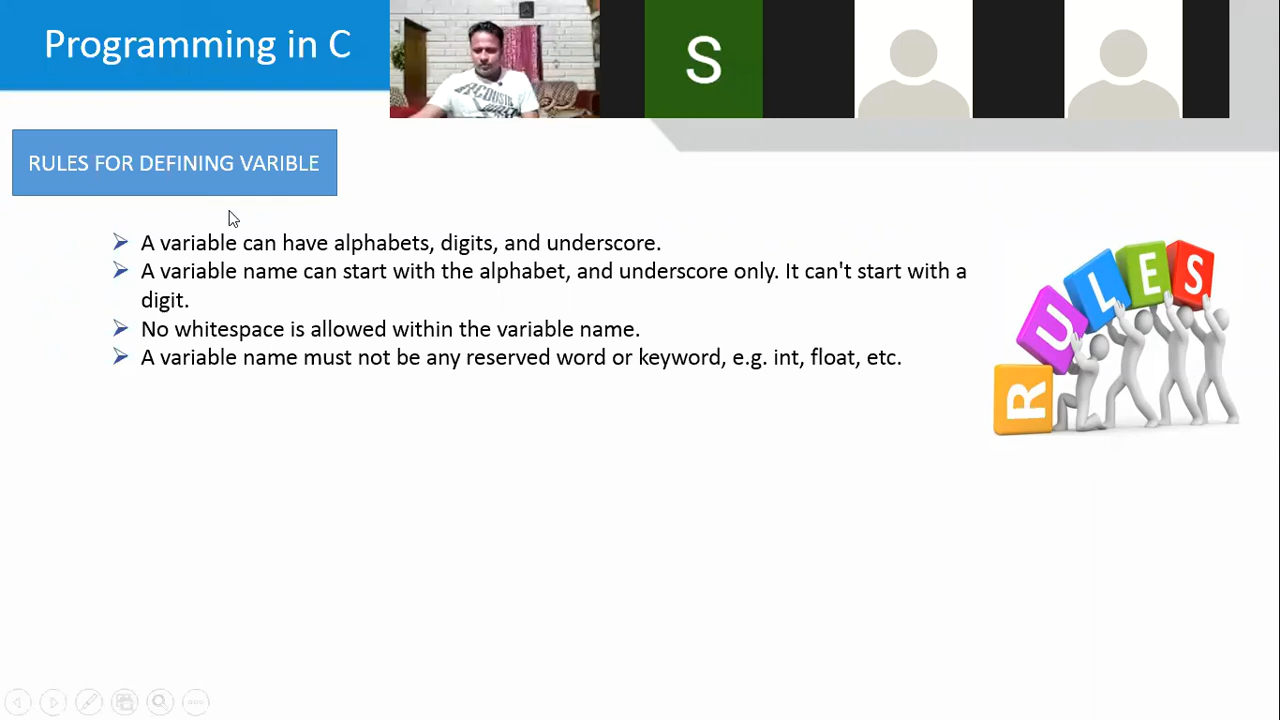 Programming in C
S
RULES FOR DEFINING VARIBLE
A variable can have alphabets, digits, and underscore.
A variable name can start with the alphabet, and underscore only. It can't start with a
digit.
No whitespace is allowed within the variable name.
A variable name must not be any reserved word or keyword, e.g. int, float, etc.
RULES